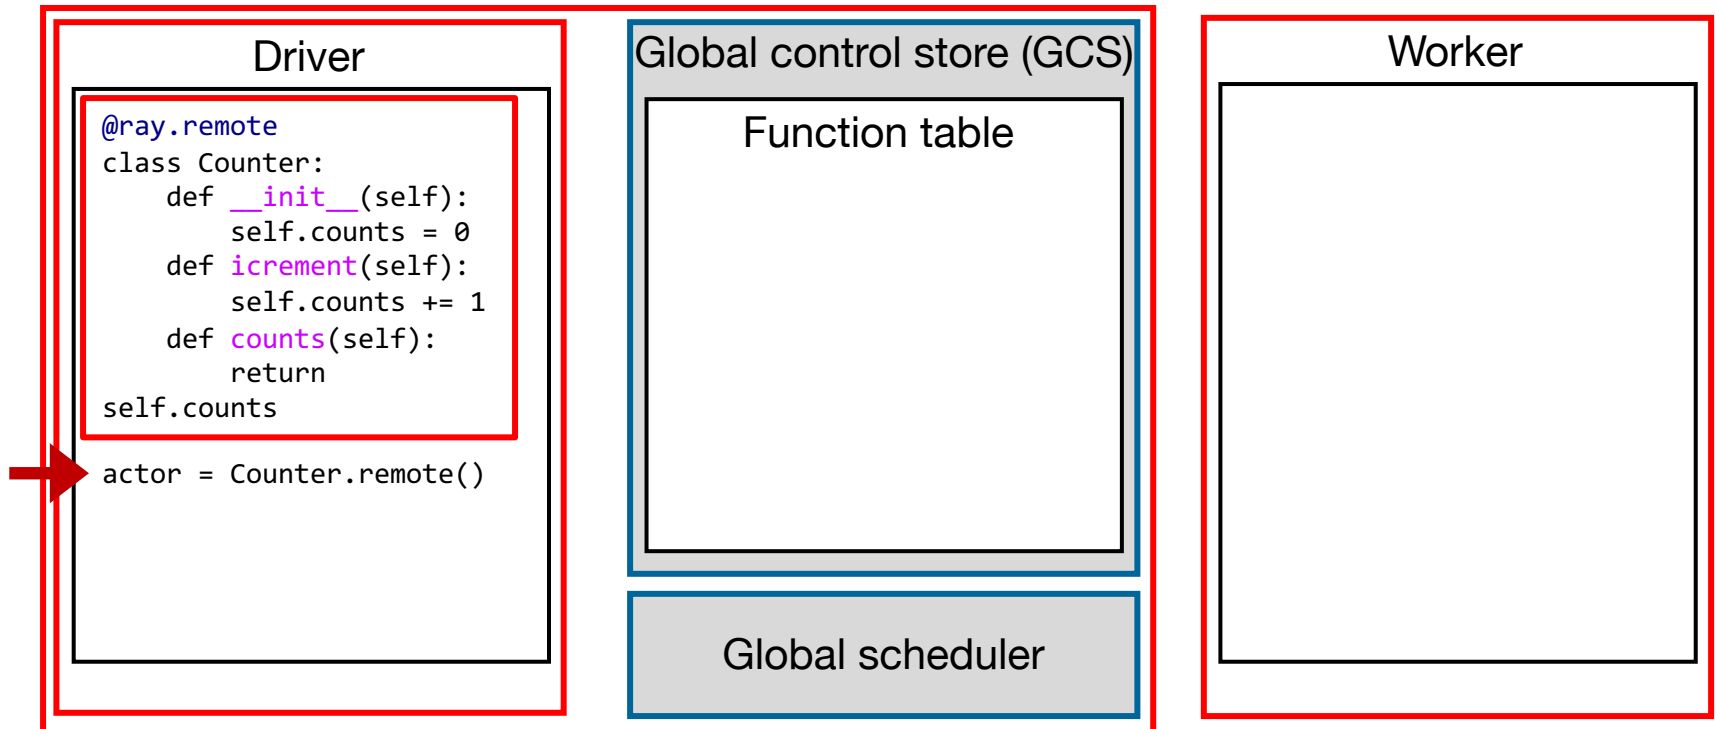 Driver
@ray.remote
class Counter:
    def __init__(self):
        self.counts = 0
    def icrement(self):
        self.counts += 1
    def counts(self):
        return
self.counts
actor = Counter.remote()
Global control store (GCS)
Function table
Global scheduler
Worker